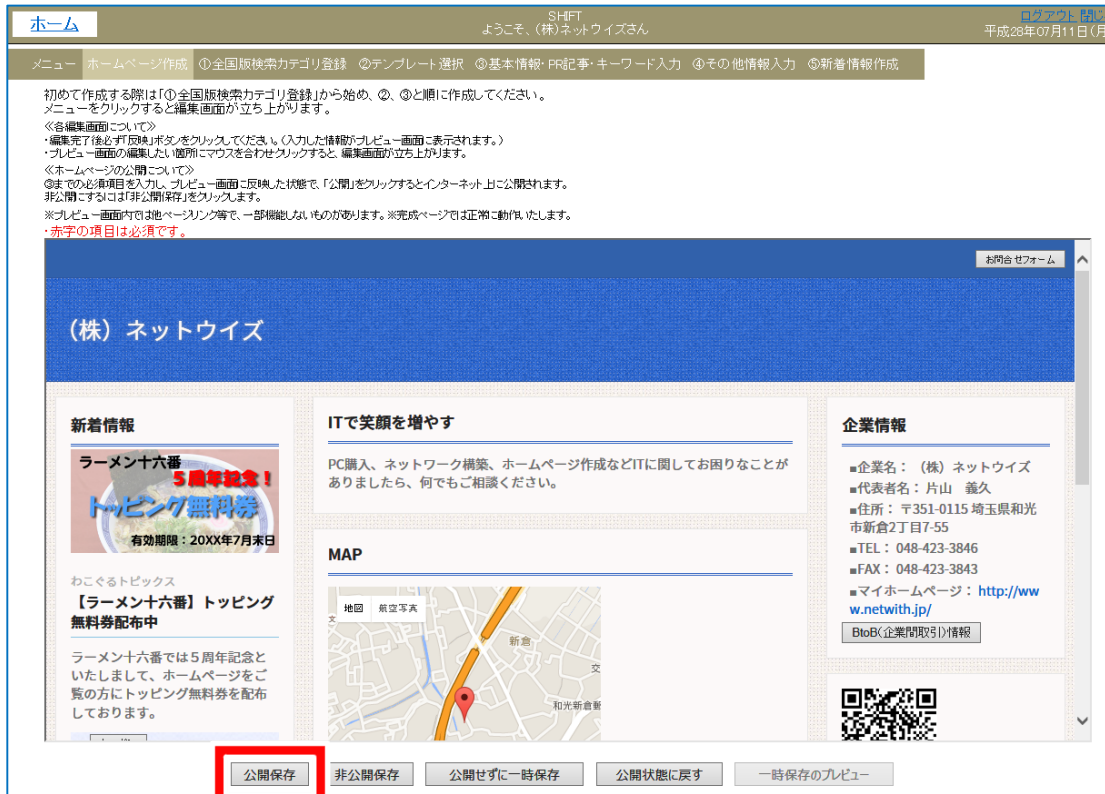 ホーム
SHIFT
ようこそ、(株)ネットウイズさん
ログアウト 閉じ
平成28年07月11日(月
メニュー ホームページ作成 ①全国版検索カテゴリ登録 ②テンプレート選択 ③基本情報・PR記事・キーワード入力 ④その他情報入力 ⑤新着情報作成
初めて作成する際は「①全国版検索カテゴリ登録」から始め、②、③と順に作成してください。
メニューをクリックすると編集画面が立ち上がります。
≪各編集画面について≫
・編集完了後必ず「反映」ボタンをクリックしてください。(入力した情報がプレビュー画面に表示されます。)
・プレビュー画面の編集したい箇所にマウスを合わせクリックすると、編集画面が立ち上がります。
≪ホームページの公開について≫
③までの必須項目を入力し、プレビュー画面に反映した状態で、「公開」をクリックするとインターネット上に公開されます。
非公開にするには「非公開保存」をクリックします。
※プレビュー画面内では他ページリンク等で、一部機能しないものがあります。※完成ページでは正常に動作いたします。
・赤字の項目は必須です。
お問合せフォーム
(株)ネットウイズ
新着情報
ラーメン十六番
5周年記念!
トッピング無料券
有効期限:20XX年7月末日
わこぐるトピックス
【ラーメン十六番】トッピング
無料券配布中
ラーメン十六番では5周年記念と
いたしまして、ホームページをご
覧の方にトッピング無料券を配布
しております。
ITで笑顔を増やす
PC購入、ネットワーク構築、ホームページ作成などITに関してお困りなことが
ありましたら、何でもご相談ください。
MAP
地図 航空写真
新倉
交
和光新倉
企業情報
■企業名:(株)ネットウイズ
■代表者名:片山 義久
■住所:〒351-0115 埼玉県和光
市新倉2丁目7-55
■TEL:048-423-3846
■FAX:048-423-3843
■マイホームページ:http://ww
w.netwith.jp/
BtoB(企業間取引)情報
公開保存 非公開保存 公開せずに一時保存 公開状態に戻す 一時保存のプレビュー